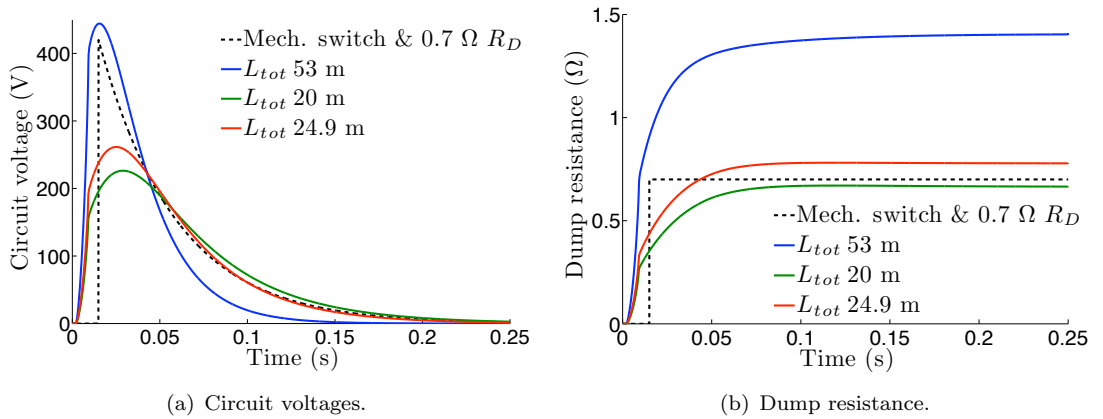 Circuit voltage (V)
400
300
200
100
0
0
0.05
0.1
0.15
0.2
0.25
Time (s)
Mech. switch & 0.7 Ω R_D
L_tot 53 m
L_tot 20 m
L_tot 24.9 m
(a) Circuit voltages.
Dump resistance (Ω)
1.5
1
0.5
0
0
0.05
0.1
0.15
0.2
0.25
Time (s)
Mech. switch & 0.7 Ω R_D
L_tot 53 m
L_tot 20 m
L_tot 24.9 m
(b) Dump resistance.